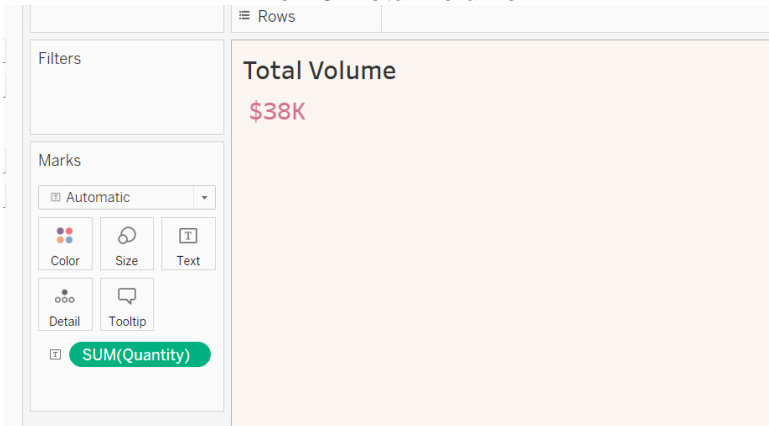 Rows
Filters
Total Volume
$38K
Marks
Automatic
Color
Size
Text
Detail
Tooltip
SUM(Quantity)